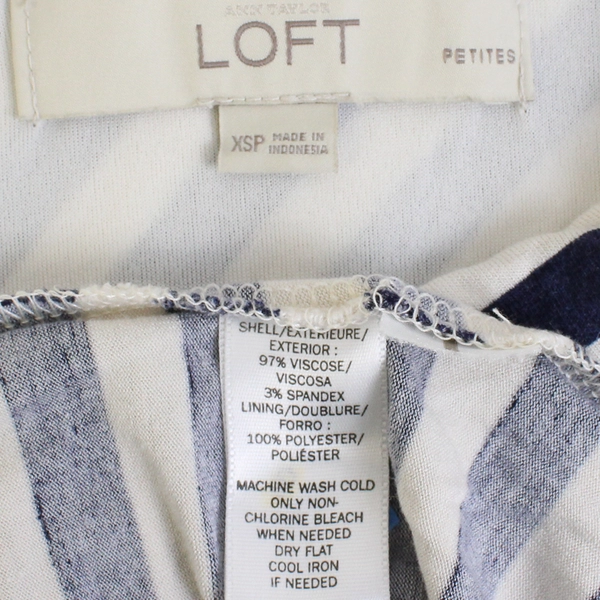 ANN TAYLOR
LOFT
PETITES
XSP MADE IN
INDONESIA
SHELL/EXTÉRIEURE/
EXTERIOR :
97% VISCOSE/
VISCOSA
3% SPANDEX
LINING/DOUBLURE/
FORRO :
100% POLYESTER/
POLIÉSTER
MACHINE WASH COLD
ONLY NON-
CHLORINE BLEACH
WHEN NEEDED
DRY FLAT
COOL IRON
IF NEEDED